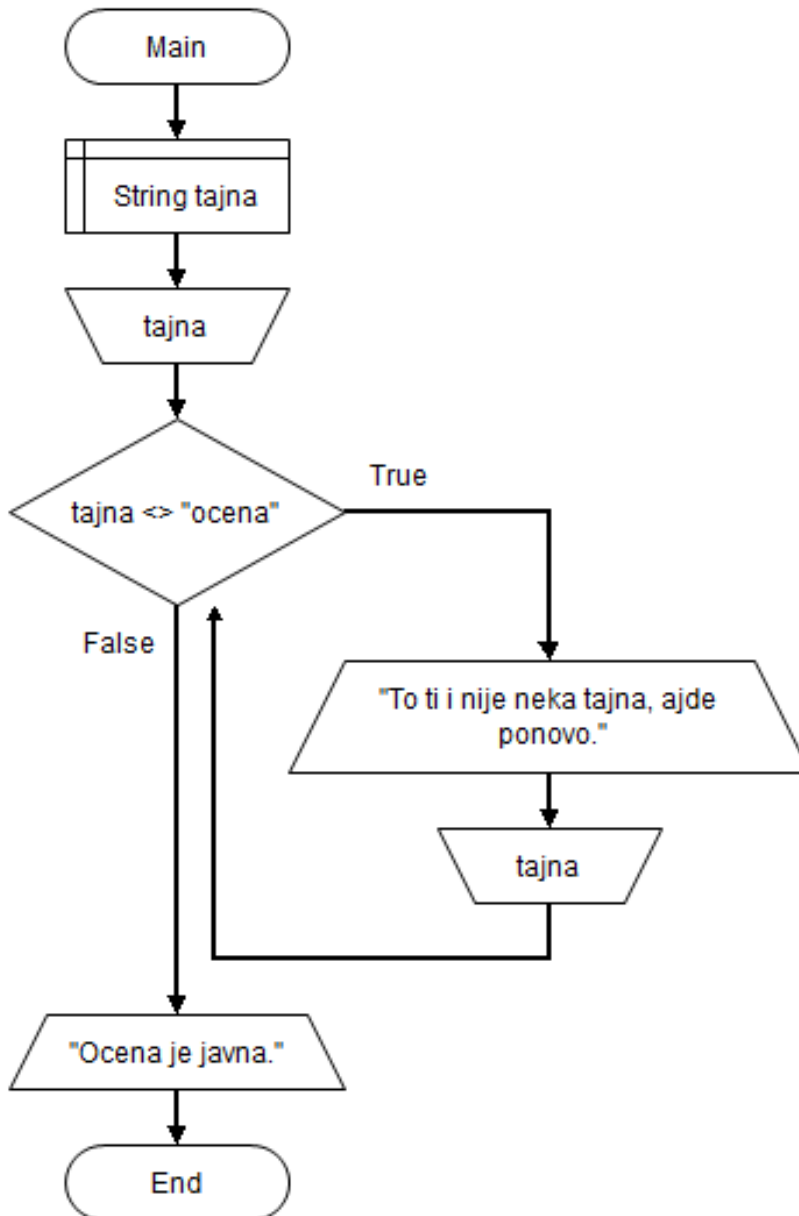 Main
String tajna
tajna
tajna <> "ocena"
True
False
"To ti i nije neka tajna, ajde
ponovo."
tajna
"Ocena je javna."
End